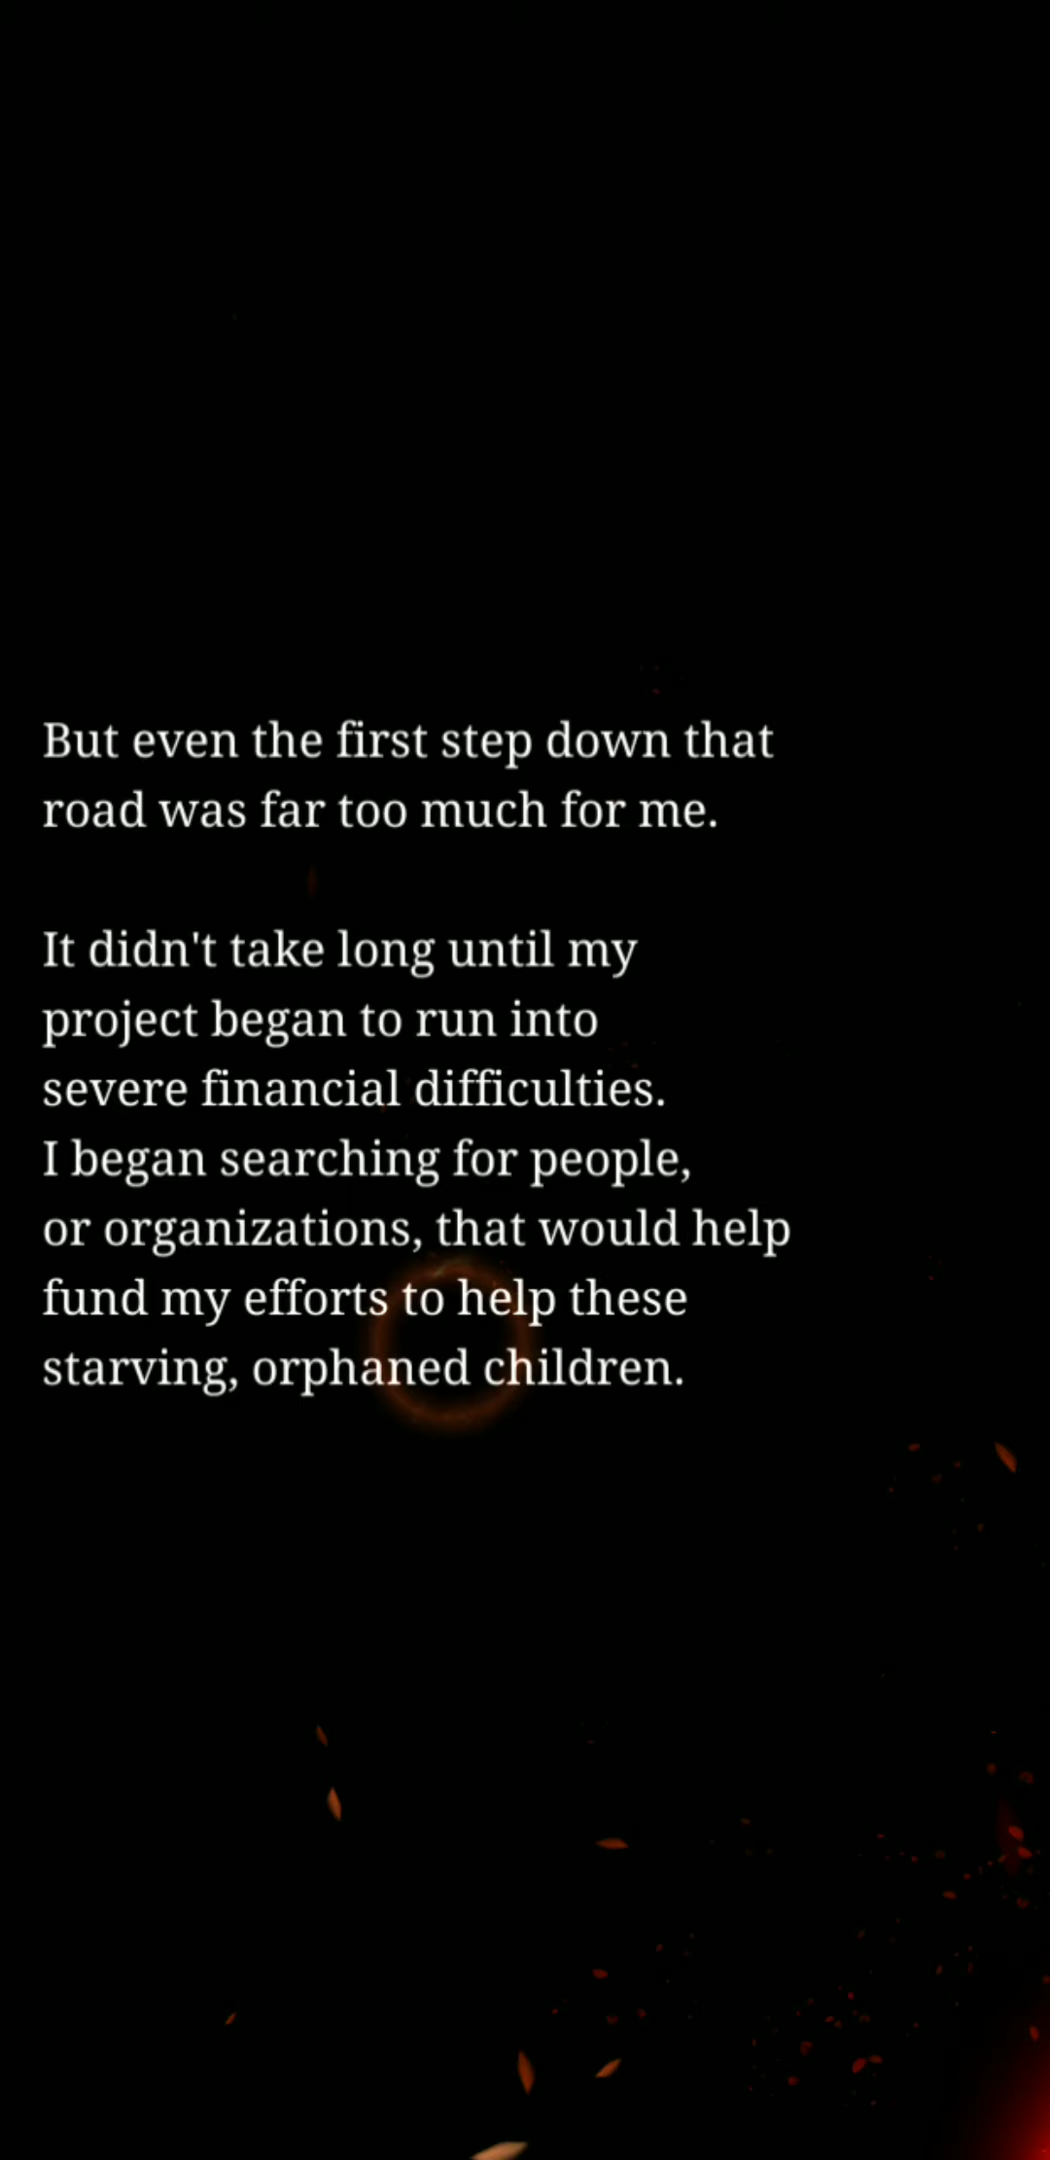 But even the first step down that
road was far too much for me.
It didn't take long until my
project began to run into
severe financial difficulties.
I began searching for people,
or organizations, that would help
fund my efforts to help these
starving, orphaned children.